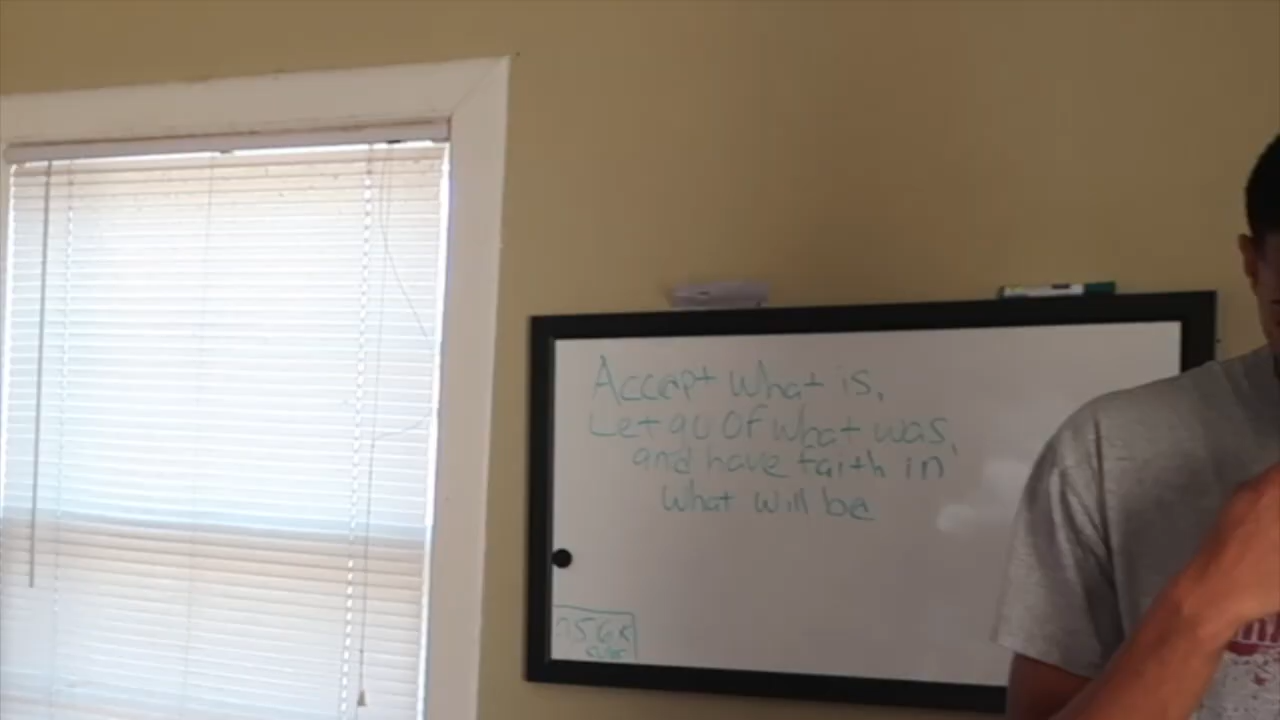 Accept what is,
Let go of what was,
and have faith in
what will be